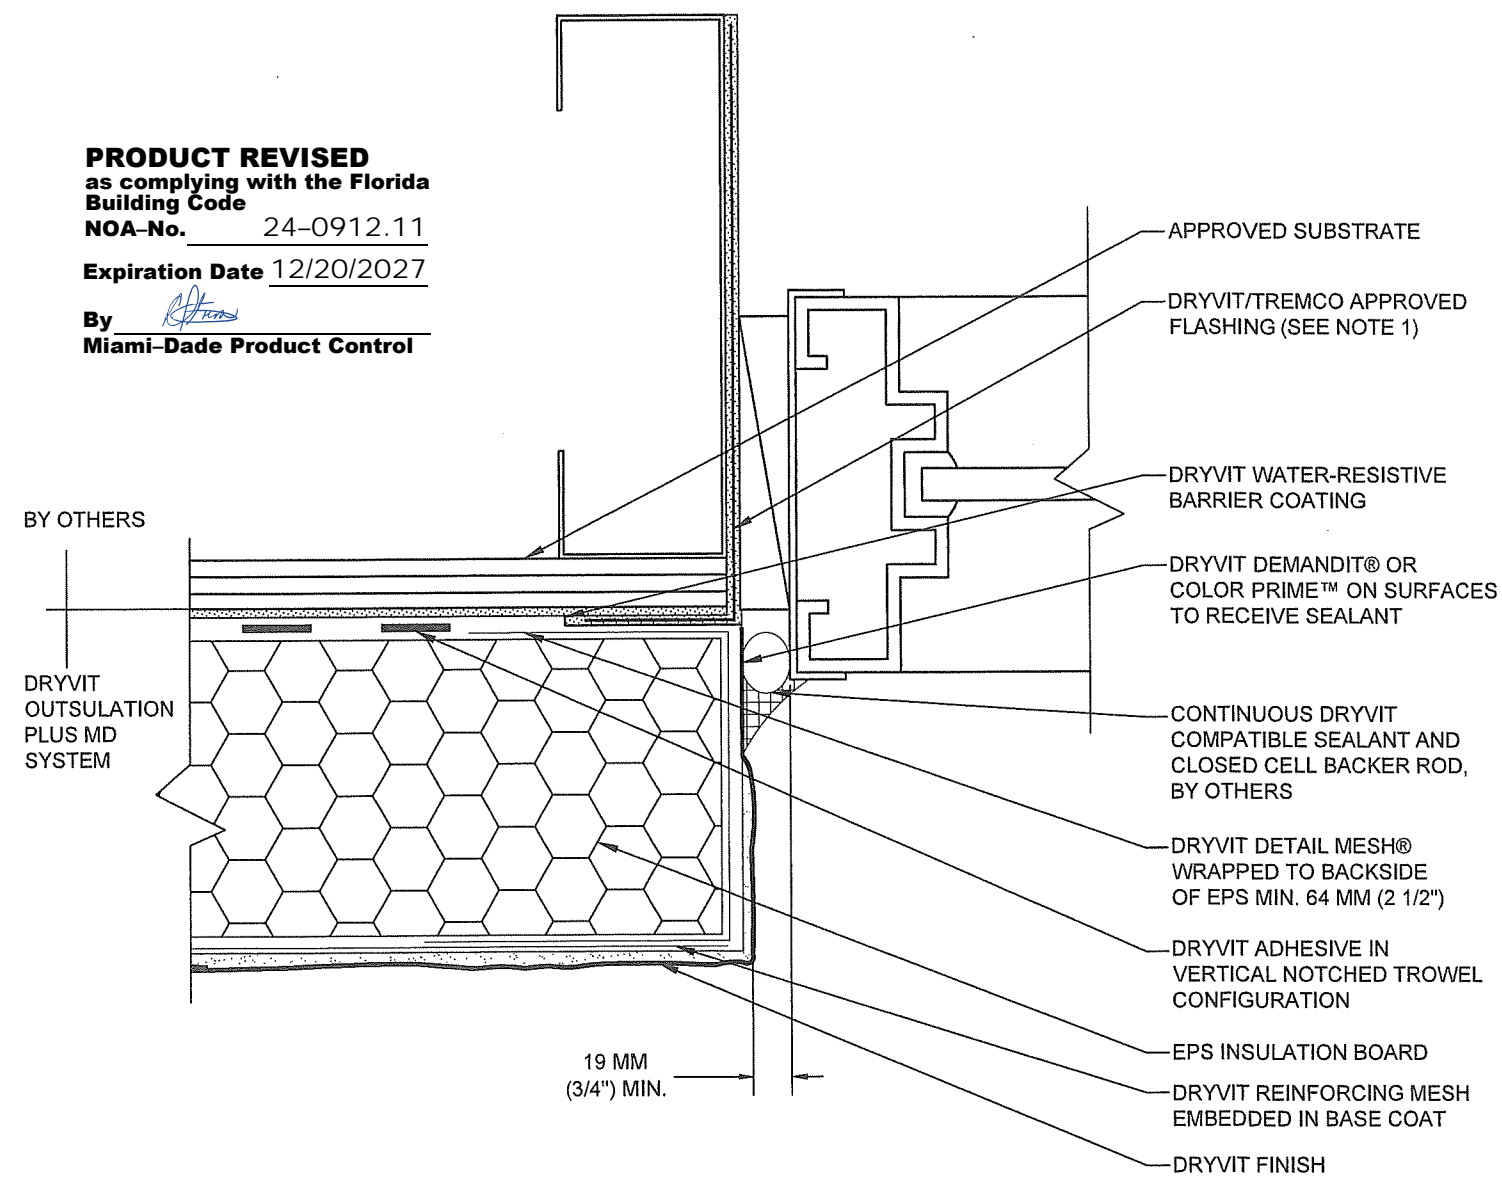 PRODUCT REVISED
as complying with the Florida
Building Code
NOA–No. 24–0912.11
Expiration Date 12/20/2027
By
Miami–Dade Product Control
APPROVED SUBSTRATE
DRYVIT/TREMCO APPROVED
FLASHING (SEE NOTE 1)
DRYVIT WATER-RESISTIVE
BARRIER COATING
BY OTHERS
DRYVIT DEMANDIT® OR
COLOR PRIME™ ON SURFACES
TO RECEIVE SEALANT
DRYVIT
OUTSULATION
PLUS MD
SYSTEM
CONTINUOUS DRYVIT
COMPATIBLE SEALANT AND
CLOSED CELL BACKER ROD,
BY OTHERS
DRYVIT DETAIL MESH®
WRAPPED TO BACKSIDE
OF EPS MIN. 64 MM (2 1/2")
DRYVIT ADHESIVE IN
VERTICAL NOTCHED TROWEL
CONFIGURATION
EPS INSULATION BOARD
19 MM
(3/4") MIN.
DRYVIT REINFORCING MESH
EMBEDDED IN BASE COAT
DRYVIT FINISH